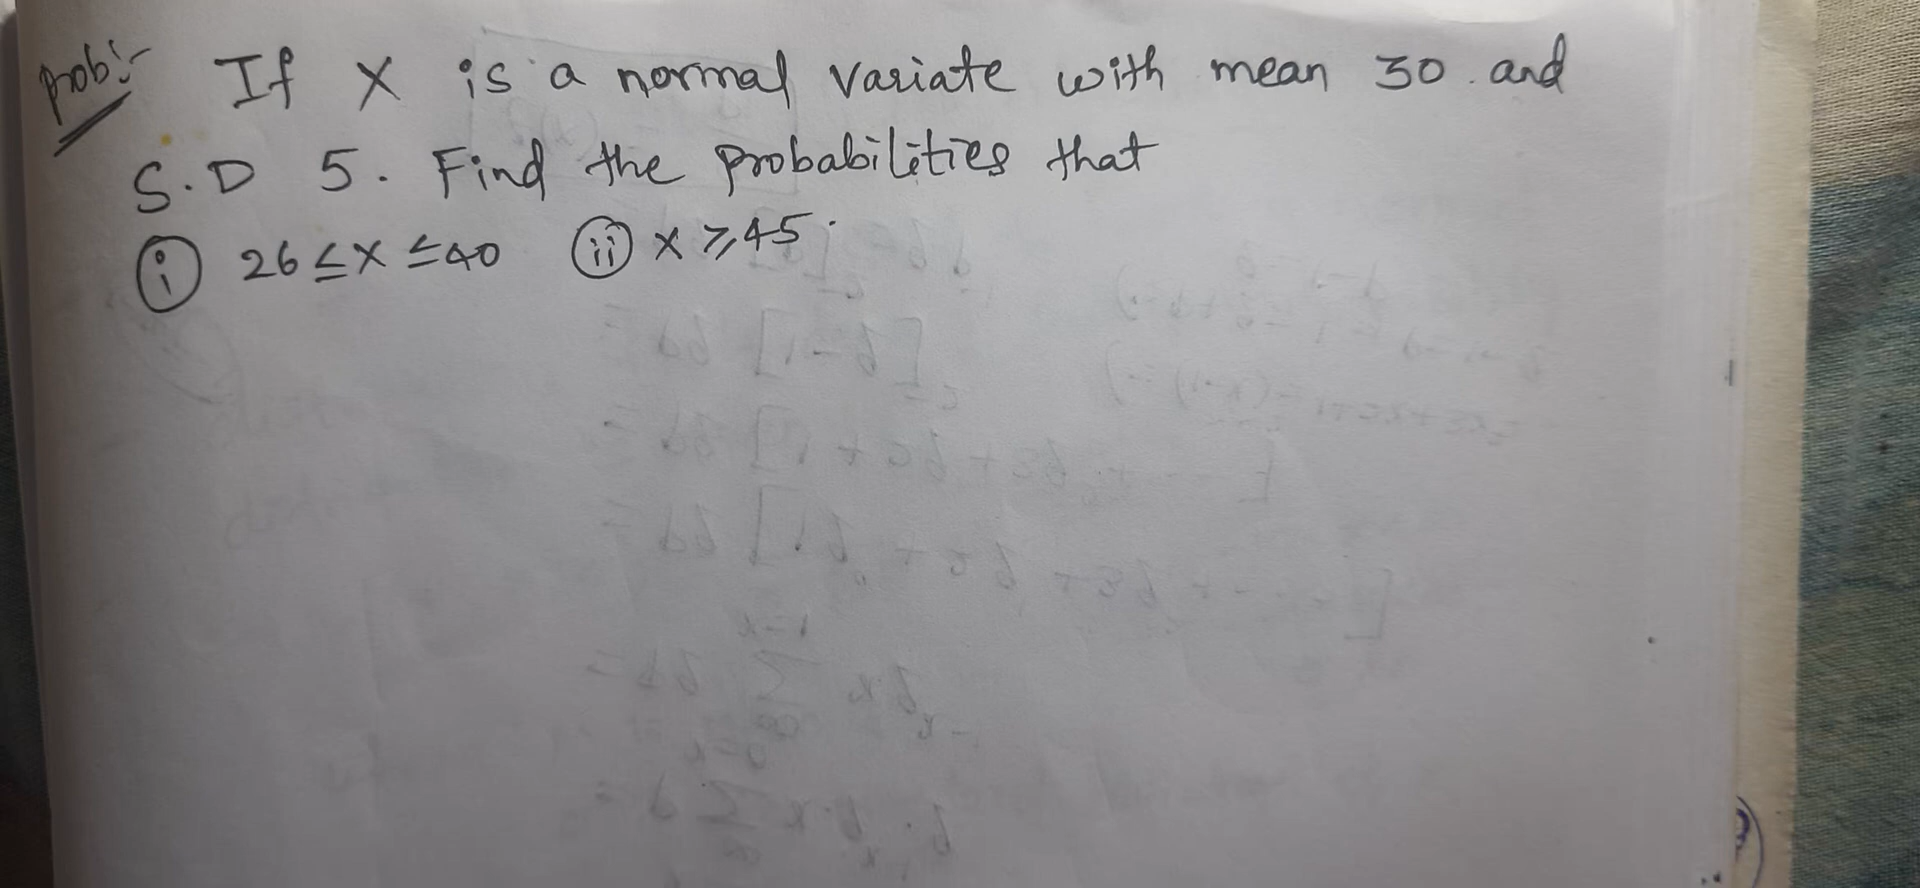 prob:- If X is a normal variate with mean 30 and
S.D 5. Find the probabilities that
(i) 26 ≤ X ≤ 40 (ii) X ≥ 45.